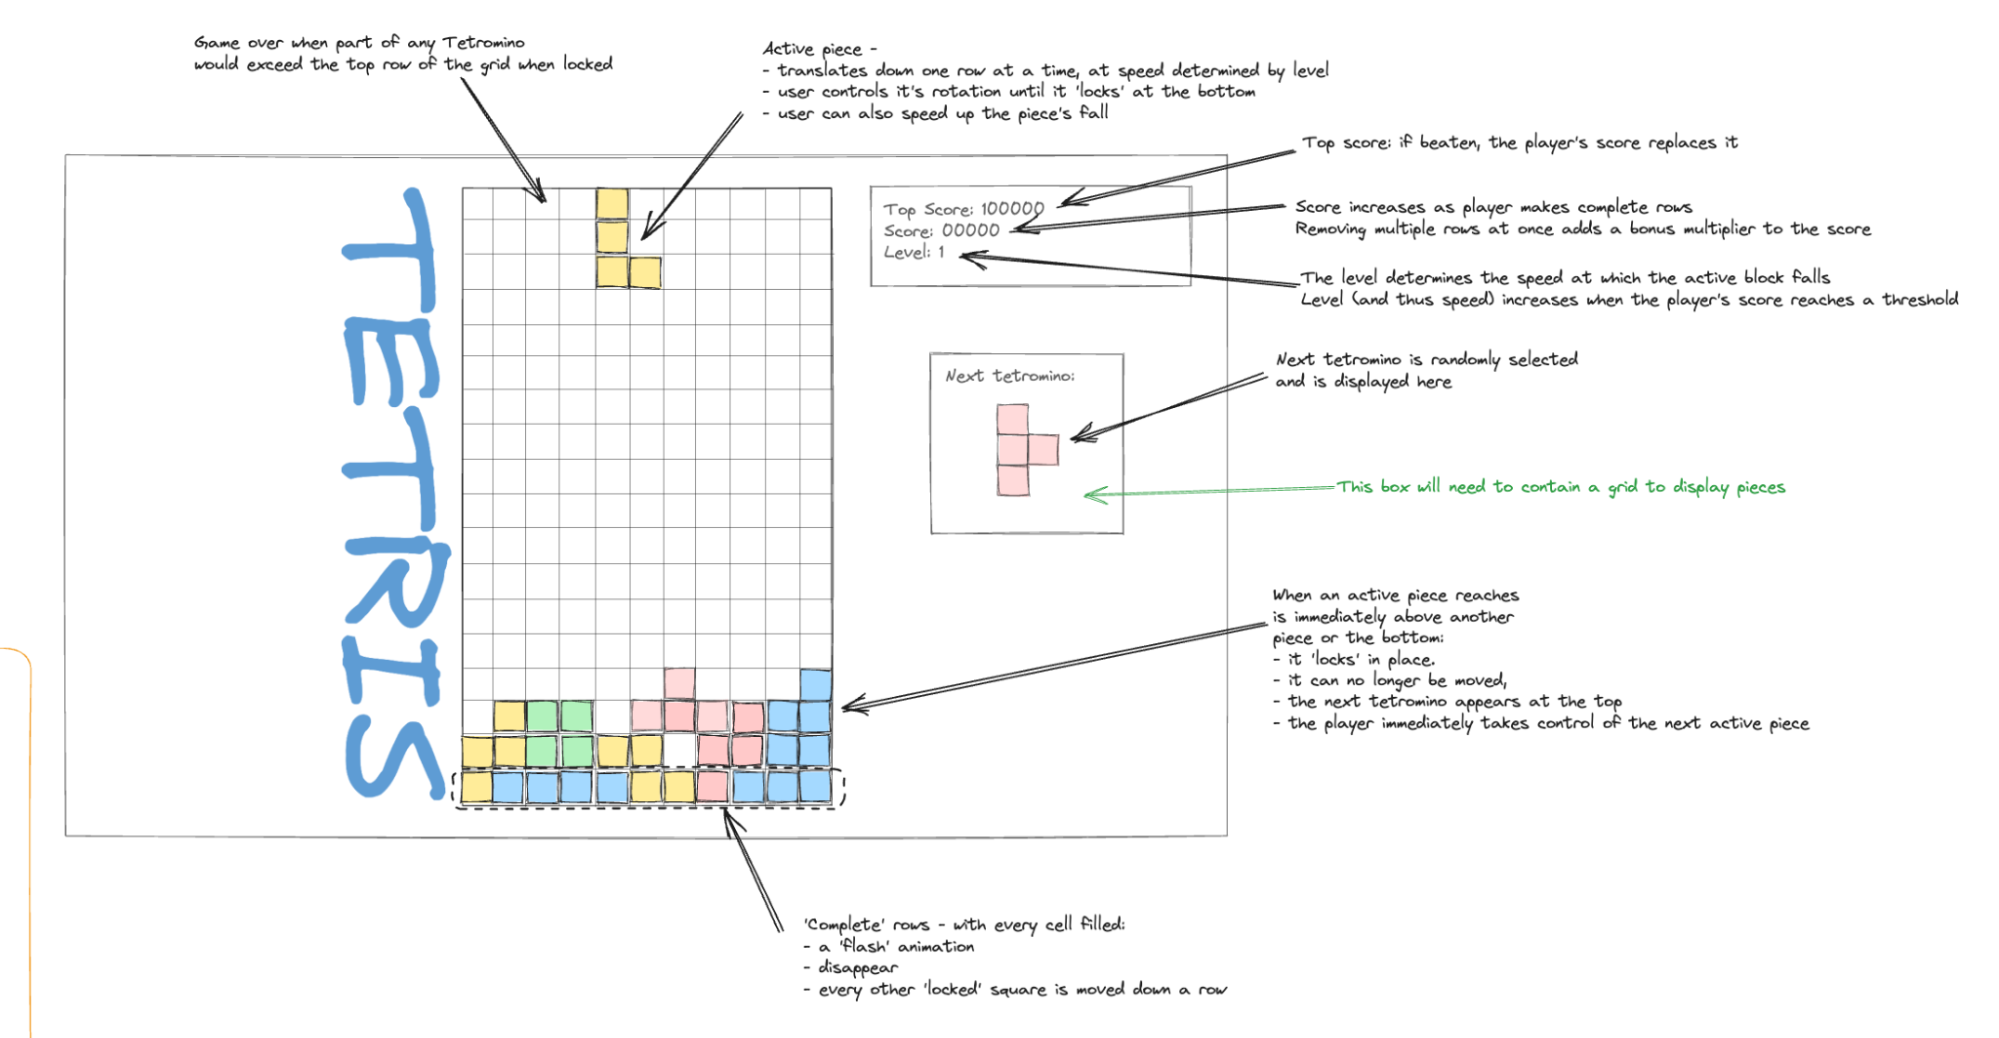 Game over when part of any Tetromino
would exceed the top row of the grid when locked
Active piece -
- translates down one row at a time, at speed determined by level
- user controls it's rotation until it 'locks' at the bottom
- user can also speed up the piece's fall
Top score: if beaten, the player's score replaces it
Score increases as player makes complete rows
Removing multiple rows at once adds a bonus multiplier to the score
The level determines the speed at which the active block falls
Level (and thus speed) increases when the player's score reaches a threshold
TETRIS
Top Score: 100000
Score: 00000
Level: 1
Next tetromino is randomly selected
and is displayed here
Next tetromino:
This box will need to contain a grid to display pieces
When an active piece reaches
is immediately above another
piece or the bottom:
- it 'locks' in place.
- it can no longer be moved,
- the next tetromino appears at the top
- the player immediately takes control of the next active piece
'Complete' rows - with every cell filled:
- a 'flash' animation
- disappear
- every other 'locked' square is moved down a row